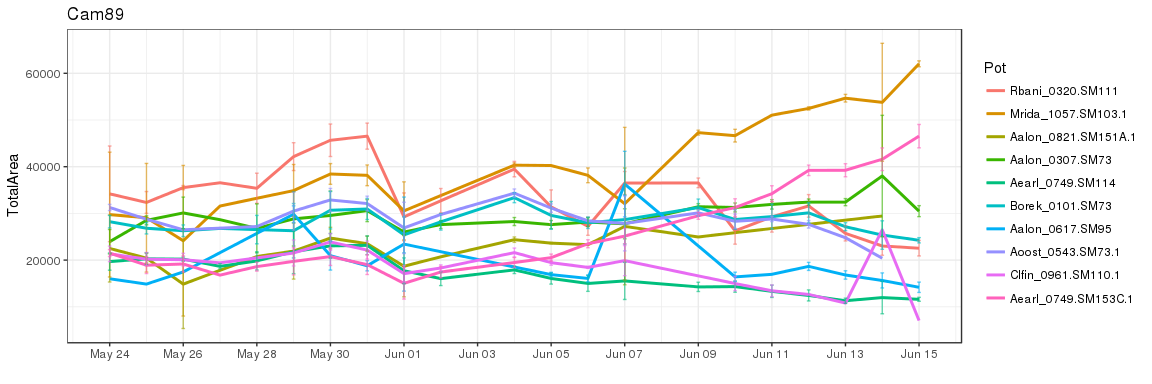 Cam89
TotalArea
60000
40000
20000
May 24 May 26 May 28 May 30 Jun 01 Jun 03 Jun 05 Jun 07 Jun 09 Jun 11 Jun 13 Jun 15
Pot
Rbani_0320.SM111
Mrida_1057.SM103.1
Aalon_0821.SM151A.1
Aalon_0307.SM73
Aearl_0749.SM114
Borek_0101.SM73
Aalon_0617.SM95
Aoost_0543.SM73.1
Clfin_0961.SM110.1
Aearl_0749.SM153C.1